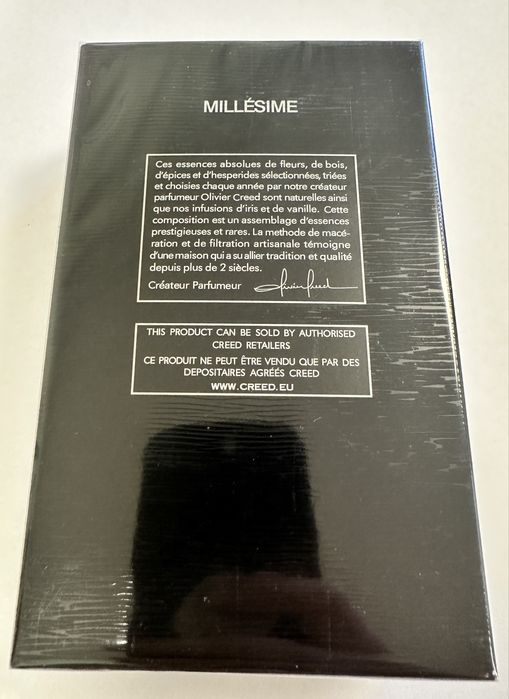 MILLÉSIME
Ces essences absolues de fleurs, de bois,
d'épices et d'hesperides sélectionnées, triées
et choisies chaque année par notre créateur
parfumeur Olivier Creed sont naturelles ainsi
que nos infusions d'iris et de vanille. Cette
composition est un assemblage d'essences
prestigieuses et rares. La methode de macé-
ration et de filtration artisanale témoigne
d'une maison qui a su allier tradition et qualité
depuis plus de 2 siècles.
Créateur Parfumeur Olivier Creed
THIS PRODUCT CAN BE SOLD BY AUTHORISED
CREED RETAILERS
CE PRODUIT NE PEUT ÊTRE VENDU QUE PAR DES
DEPOSITAIRES AGRÉÉS CREED
WWW.CREED.EU